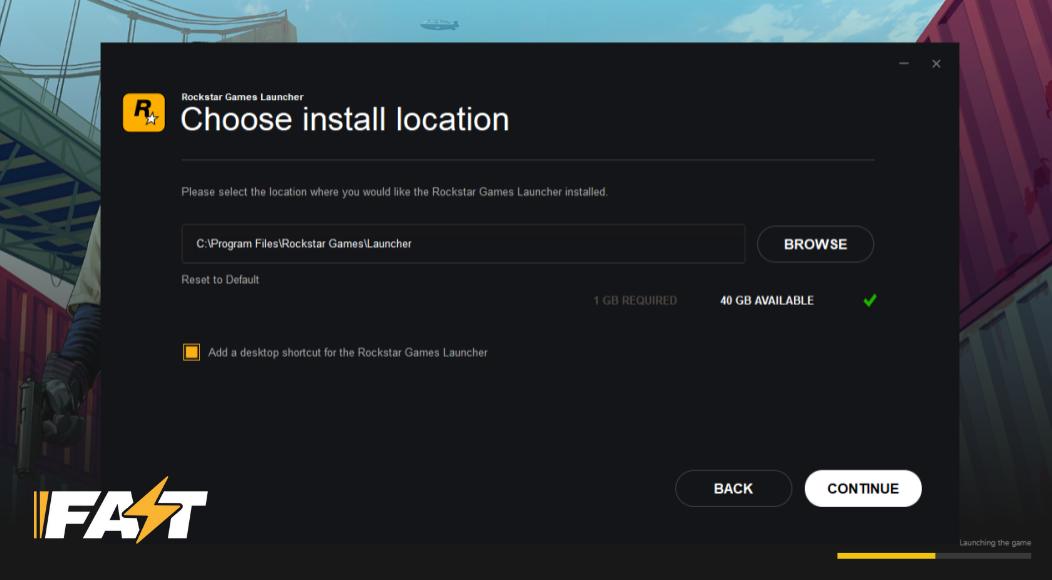 Rockstar Games Launcher
Choose install location
Please select the location where you would like the Rockstar Games Launcher installed.
C:\Program Files\Rockstar Games\Launcher
BROWSE
Reset to Default
1 GB REQUIRED
40 GB AVAILABLE
Add a desktop shortcut for the Rockstar Games Launcher
BACK
CONTINUE
FAST
Launching the game